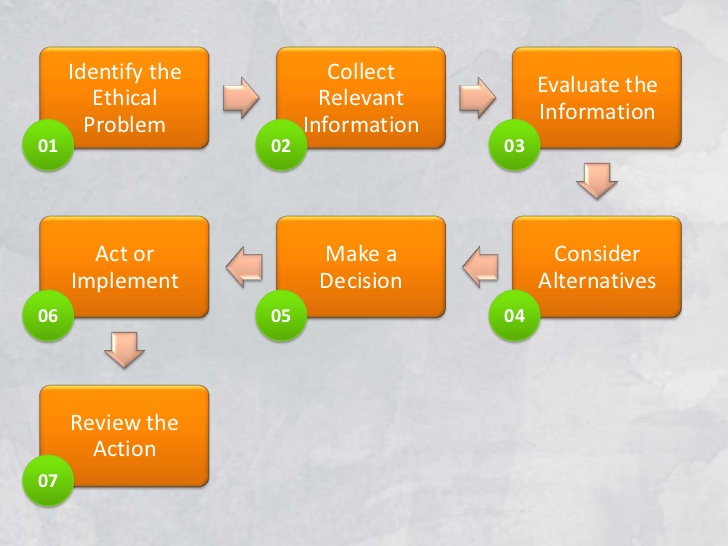 Identify the
Ethical
Problem
01
Collect
Relevant
Information
02
Evaluate the
Information
03
Consider
Alternatives
04
Make a
Decision
05
Act or
Implement
06
Review the
Action
07